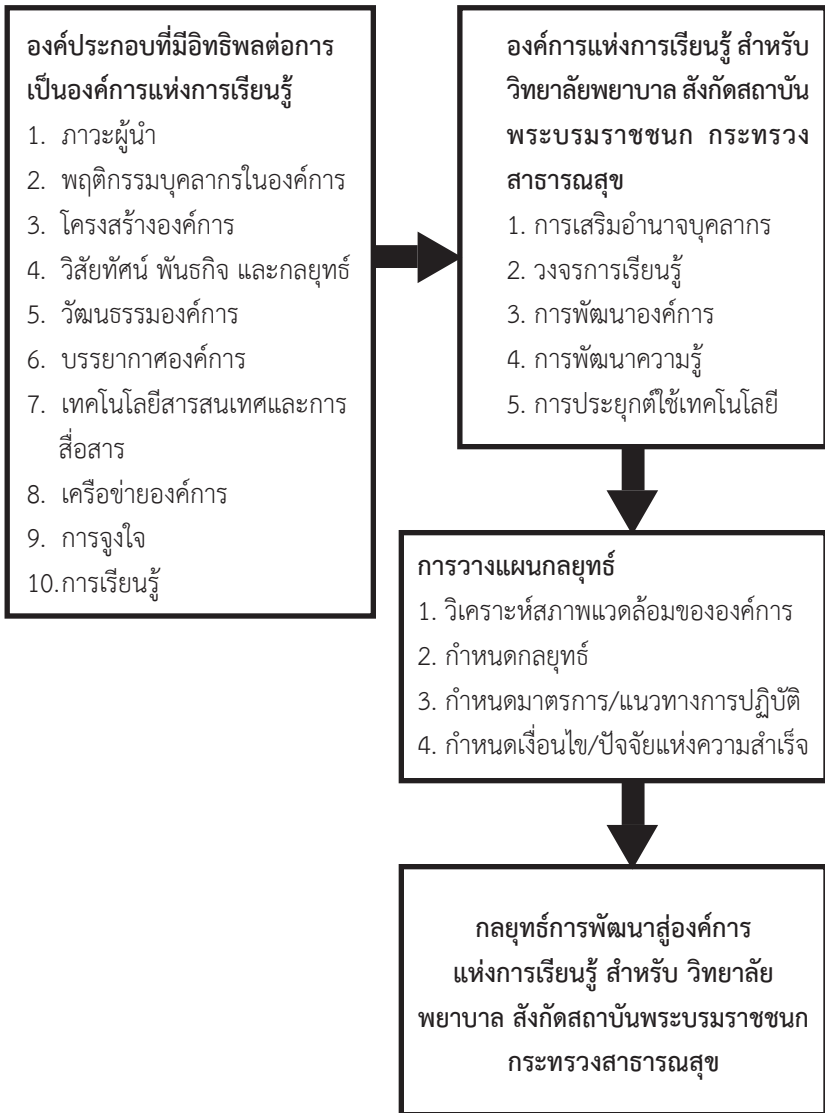 องค์ประกอบที่มีอิทธิพลต่อการ
เป็นองค์การแห่งการเรียนรู้
1. ภาวะผู้นำ
2. พฤติกรรมบุคลากรในองค์การ
3. โครงสร้างองค์การ
4. วิสัยทัศน์ พันธกิจ และกลยุทธ์
5. วัฒนธรรมองค์การ
6. บรรยากาศองค์การ
7. เทคโนโลยีสารสนเทศและการ
สื่อสาร
8. เครือข่ายองค์การ
9. การจูงใจ
10.การเรียนรู้
องค์การแห่งการเรียนรู้ สำหรับ
วิทยาลัยพยาบาล สังกัดสถาบัน
พระบรมราชชนก กระทรวง
สาธารณสุข
1. การเสริมอำนาจบุคลากร
2. วงจรการเรียนรู้
3. การพัฒนาองค์การ
4. การพัฒนาความรู้
5. การประยุกต์ใช้เทคโนโลยี
การวางแผนกลยุทธ์
1. วิเคราะห์สภาพแวดล้อมขององค์การ
2. กำหนดกลยุทธ์
3. กำหนดมาตรการ/แนวทางการปฏิบัติ
4. กำหนดเงื่อนไข/ปัจจัยแห่งความสำเร็จ
กลยุทธ์การพัฒนาสู่องค์การ
แห่งการเรียนรู้ สำหรับ วิทยาลัย
พยาบาล สังกัดสถาบันพระบรมราชชนก
กระทรวงสาธารณสุข